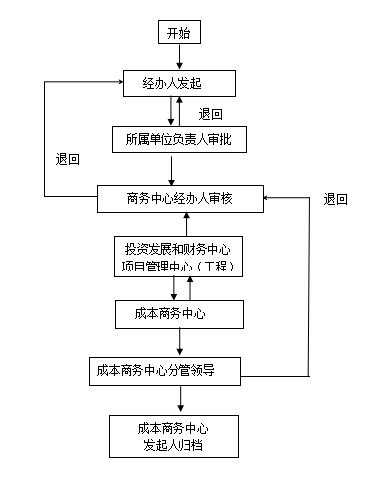 开始
经办人发起
退回
所属单位负责人审批
退回
商务中心经办人审核
退回
投资发展和财务中心
项目管理中心（工程）
成本商务中心
成本商务中心分管领导
成本商务中心
发起人归档